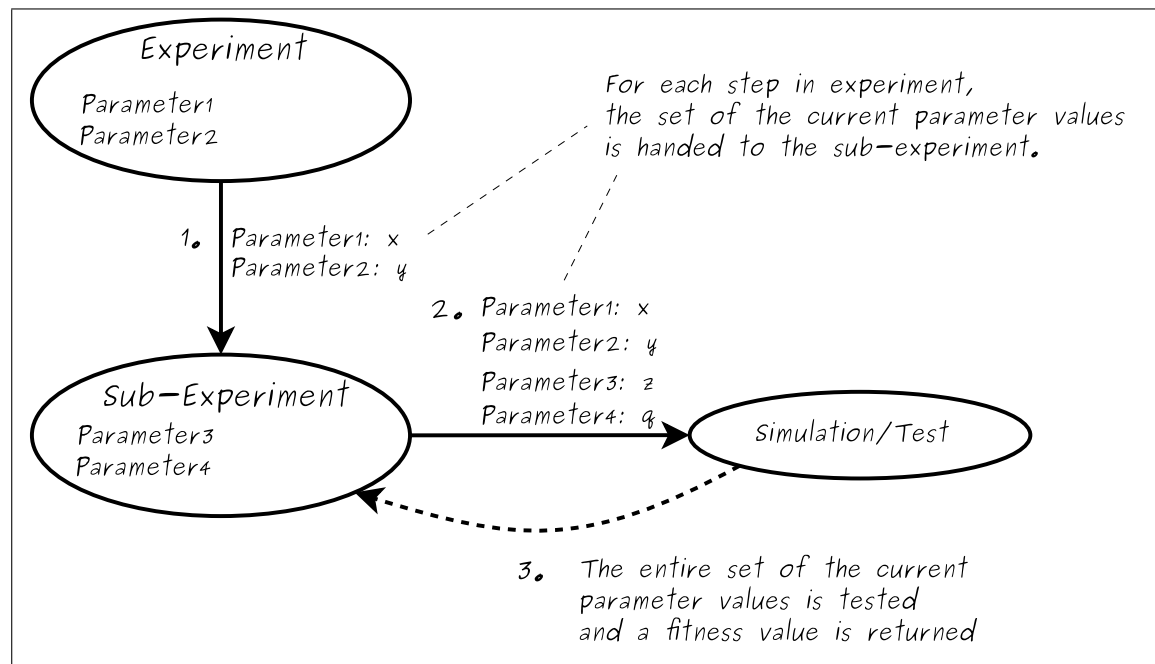 Experiment
Parameter1
Parameter2
For each step in experiment,
the set of the current parameter values
is handed to the sub-experiment.
1. Parameter1: x
Parameter2: y
2. Parameter1: x
Parameter2: y
Parameter3: z
Parameter4: q
Sub-Experiment
Parameter3
Parameter4
Simulation/Test
3. The entire set of the current
parameter values is tested
and a fitness value is returned